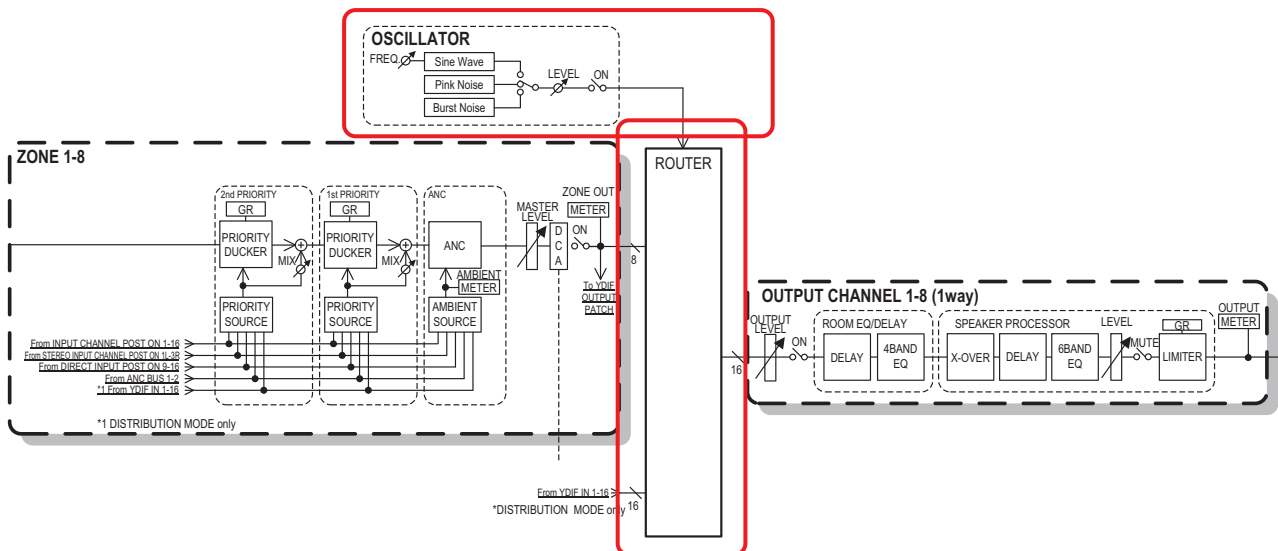 OSCILLATOR
FREQ.
Sine Wave
Pink Noise
Burst Noise
LEVEL
ON
ZONE 1-8
2nd PRIORITY
GR
PRIORITY
DUCKER
MIX
PRIORITY
SOURCE
1st PRIORITY
GR
PRIORITY
DUCKER
MIX
PRIORITY
SOURCE
ANC
ANC
AMBIENT
METER
AMBIENT
SOURCE
MASTER
LEVEL
D
C
A
ON
ZONE OUT
METER
8
To YDIF
OUTPUT
PATCH
From INPUT CHANNEL POST ON 1-16
From STEREO INPUT CHANNEL POST ON 1L-3R
From DIRECT INPUT POST ON 9-16
From ANC BUS 1-2
*1 From YDIF IN 1-16
*1 DISTRIBUTION MODE only
From YDIF IN 1-16
16
*DISTRIBUTION MODE only
ROUTER
16
OUTPUT CHANNEL 1-8 (1way)
OUTPUT
LEVEL
ON
ROOM EQ/DELAY
DELAY
4BAND
EQ
SPEAKER PROCESSOR
X-OVER
DELAY
6BAND
EQ
LEVEL
MUTE
GR
LIMITER
OUTPUT
METER